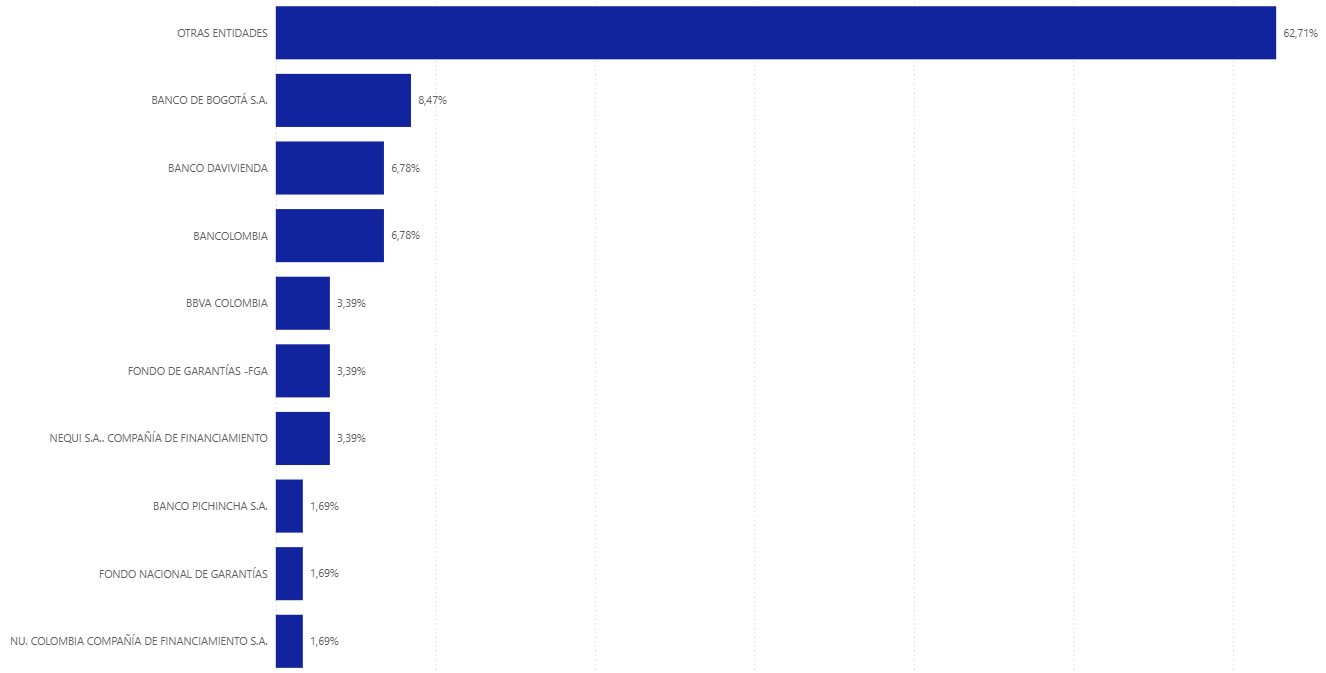 OTRAS ENTIDADES 62,71%
BANCO DE BOGOTÁ S.A. 8,47%
BANCO DAVIVIENDA 6,78%
BANCOLOMBIA 6,78%
BBVA COLOMBIA 3,39%
FONDO DE GARANTÍAS -FGA 3,39%
NEQUI S.A.. COMPAÑÍA DE FINANCIAMIENTO 3,39%
BANCO PICHINCHA S.A. 1,69%
FONDO NACIONAL DE GARANTÍAS 1,69%
NU. COLOMBIA COMPAÑÍA DE FINANCIAMIENTO S.A. 1,69%